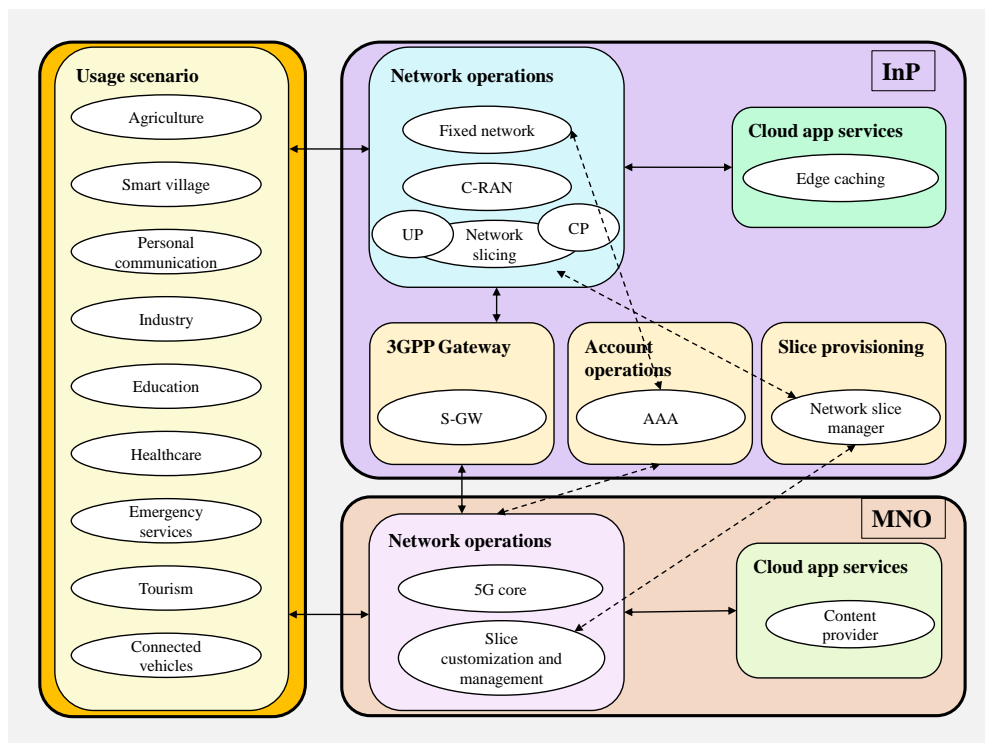 Usage scenario
Agriculture
Smart village
Personal
communication
Industry
Education
Healthcare
Emergency
services
Tourism
Connected
vehicles
InP
Network operations
Fixed network
C-RAN
UP
Network
slicing
CP
Cloud app services
Edge caching
3GPP Gateway
S-GW
Account
operations
AAA
Slice provisioning
Network slice
manager
MNO
Network operations
5G core
Slice
customization and
management
Cloud app services
Content
provider